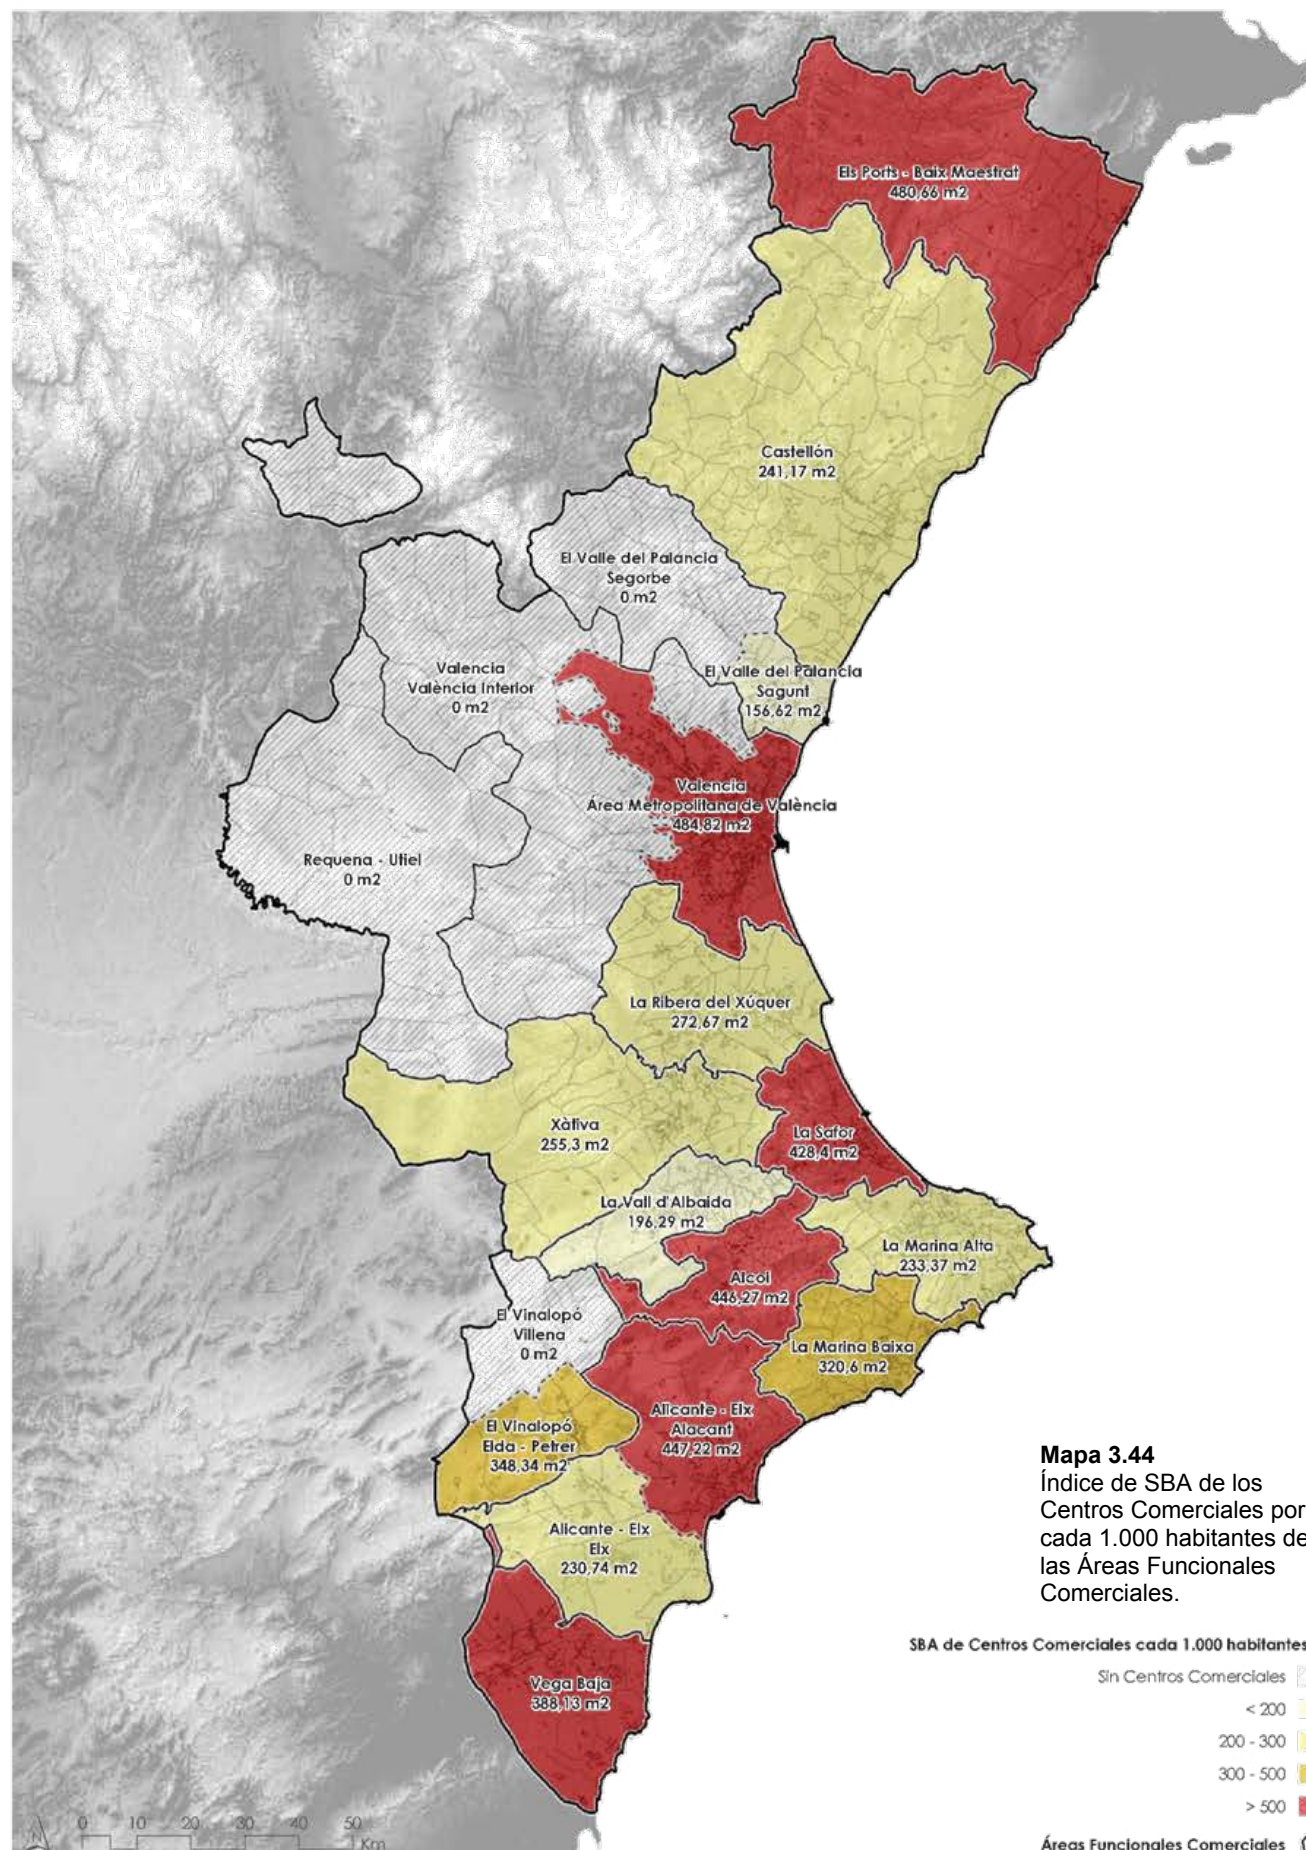 Els Ports - Baix Maestrat
480,66 m2
Castellón
241,17 m2
El Valle del Palancia
Segorbe
0 m2
Valencia
València Interior
0 m2
El Valle del Palancia
Sagunt
156,62 m2
Valencia
Área Metropolitana de València
484,82 m2
Requena - Utiel
0 m2
La Ribera del Xúquer
272,67 m2
Xàtiva
255,3 m2
La Safor
428,4 m2
La Vall d'Albaida
196,29 m2
La Marina Alta
233,37 m2
Alcoi
446,27 m2
El Vinalopó
Villena
0 m2
La Marina Baixa
320,6 m2
Alicante - Elx
Alacant
447,22 m2
El Vinalopó
Elda - Petrer
348,34 m2
Alicante - Elx
Elx
230,74 m2
Vega Baja
388,13 m2
Mapa 3.44
Índice de SBA de los
Centros Comerciales por
cada 1.000 habitantes de
las Áreas Funcionales
Comerciales.
SBA de Centros Comerciales cada 1.000 habitantes
Sin Centros Comerciales
< 200
200 - 300
300 - 500
> 500
Áreas Funcionales Comerciales
N
0 10 20 30 40 50
Km